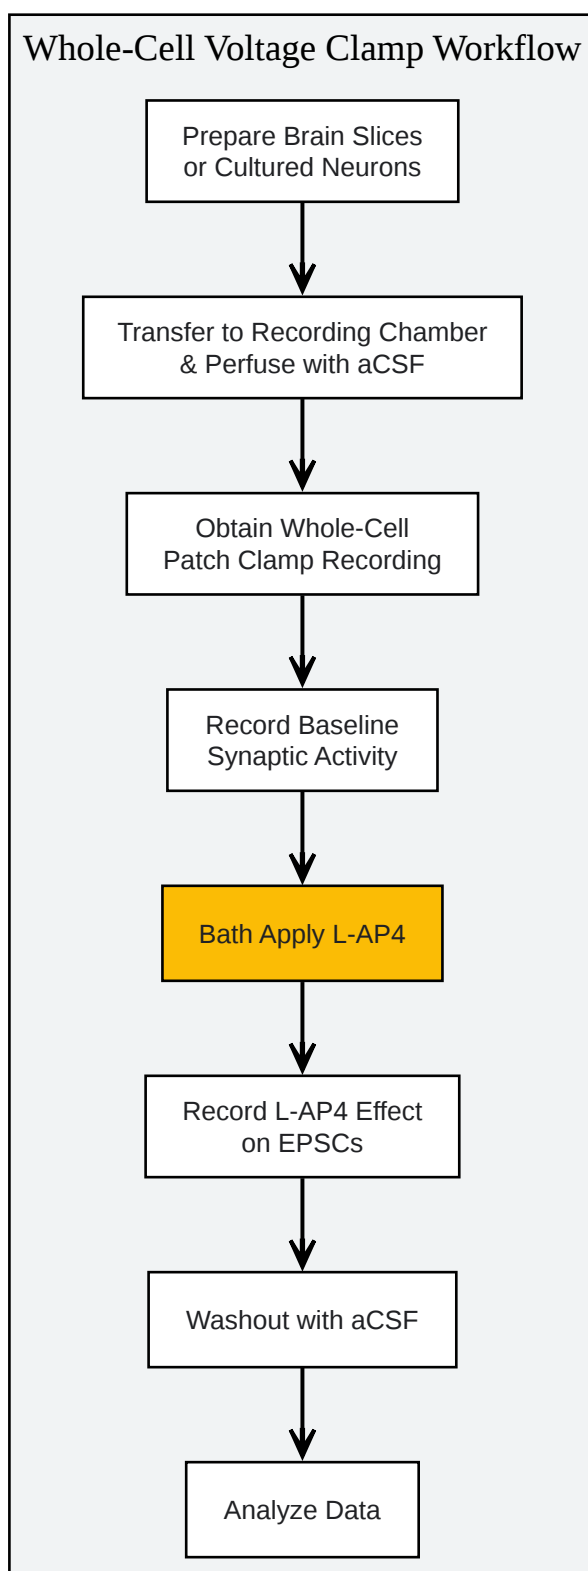 Whole-Cell Voltage Clamp Workflow
Prepare Brain Slices
or Cultured Neurons
Transfer to Recording Chamber
& Perfuse with aCSF
Obtain Whole-Cell
Patch Clamp Recording
Record Baseline
Synaptic Activity
Bath Apply L-AP4
Record L-AP4 Effect
on EPSCs
Washout with aCSF
Analyze Data